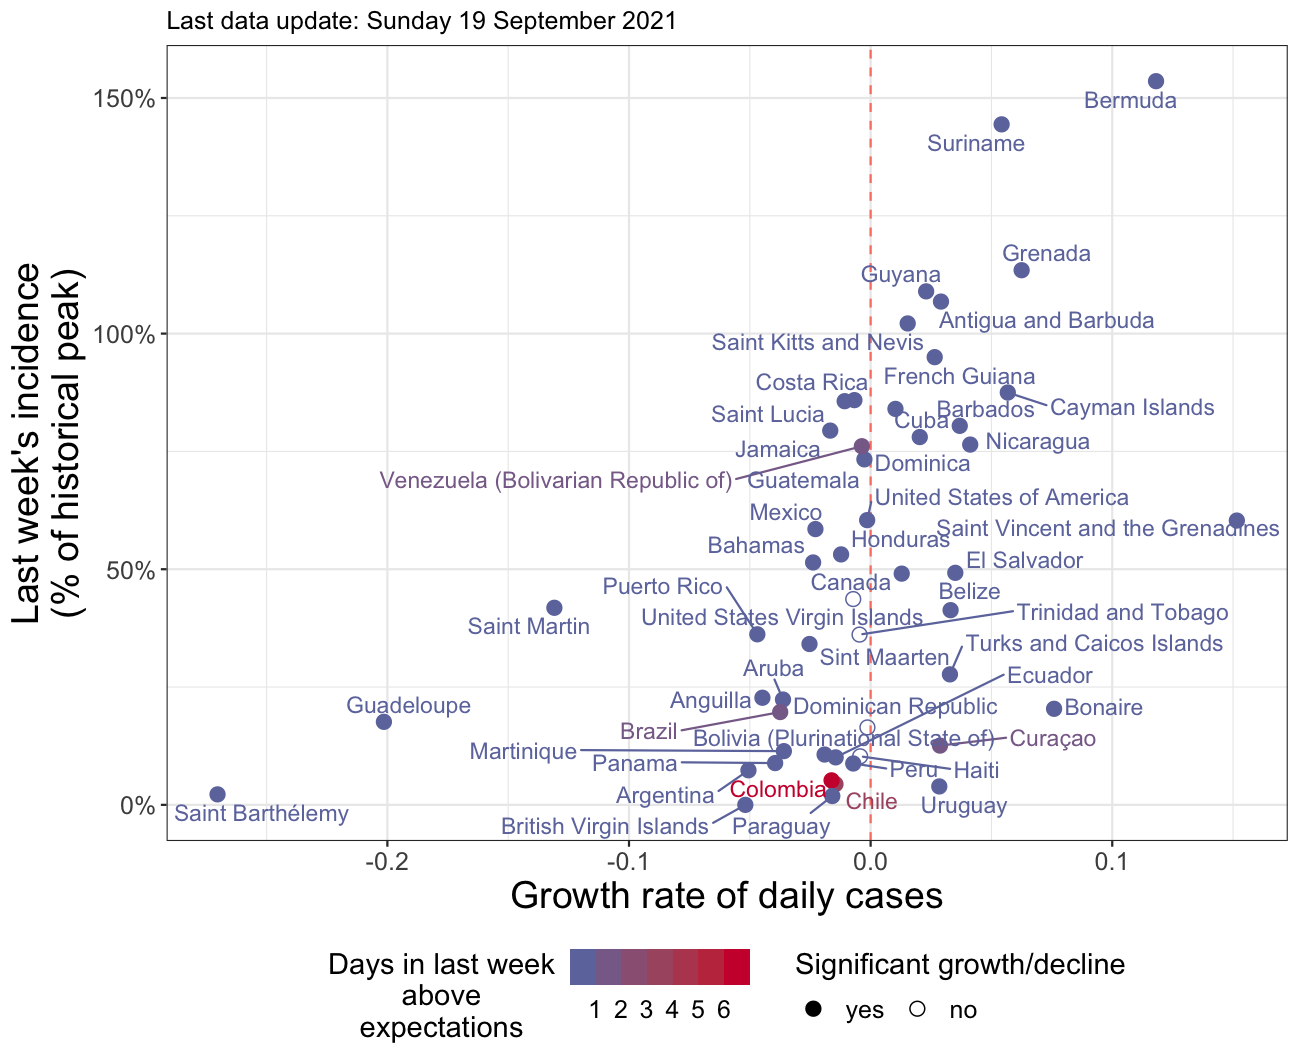 Last data update: Sunday 19 September 2021
Last week's incidence
(% of historical peak)
150%
100%
50%
0%
Bermuda
Suriname
Grenada
Guyana
Antigua and Barbuda
Saint Kitts and Nevis
French Guiana
Costa Rica
Cayman Islands
Barbados
Saint Lucia
Cuba
Nicaragua
Jamaica
Dominica
Venezuela (Bolivarian Republic of)
Guatemala
United States of America
Mexico
Saint Vincent and the Grenadines
Honduras
Bahamas
El Salvador
Canada
Puerto Rico
Belize
Trinidad and Tobago
United States Virgin Islands
Saint Martin
Turks and Caicos Islands
Sint Maarten
Aruba
Ecuador
Anguilla
Guadeloupe
Dominican Republic
Bonaire
Brazil
Bolivia (Plurinational State of)
Curaçao
Martinique
Panama
Peru
Haiti
Colombia
Argentina
Chile
Uruguay
Saint Barthélemy
British Virgin Islands
Paraguay
-0.2
-0.1
0.0
0.1
Growth rate of daily cases
Days in last week
above
expectations
1 2 3 4 5 6
Significant growth/decline
yes
no